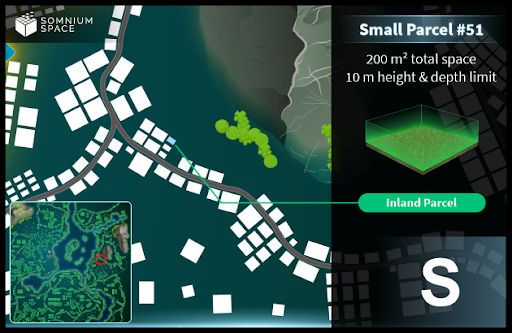 SOMNIUM
SPACE
Small Parcel #51
200 m² total space
10 m height & depth limit
Inland Parcel
S